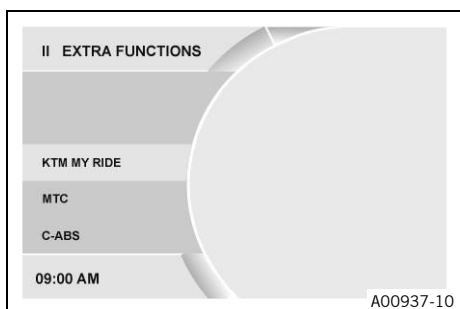 II EXTRA FUNCTIONS
KTM MY RIDE
MTC
C-ABS
09:00 AM
A00937-10